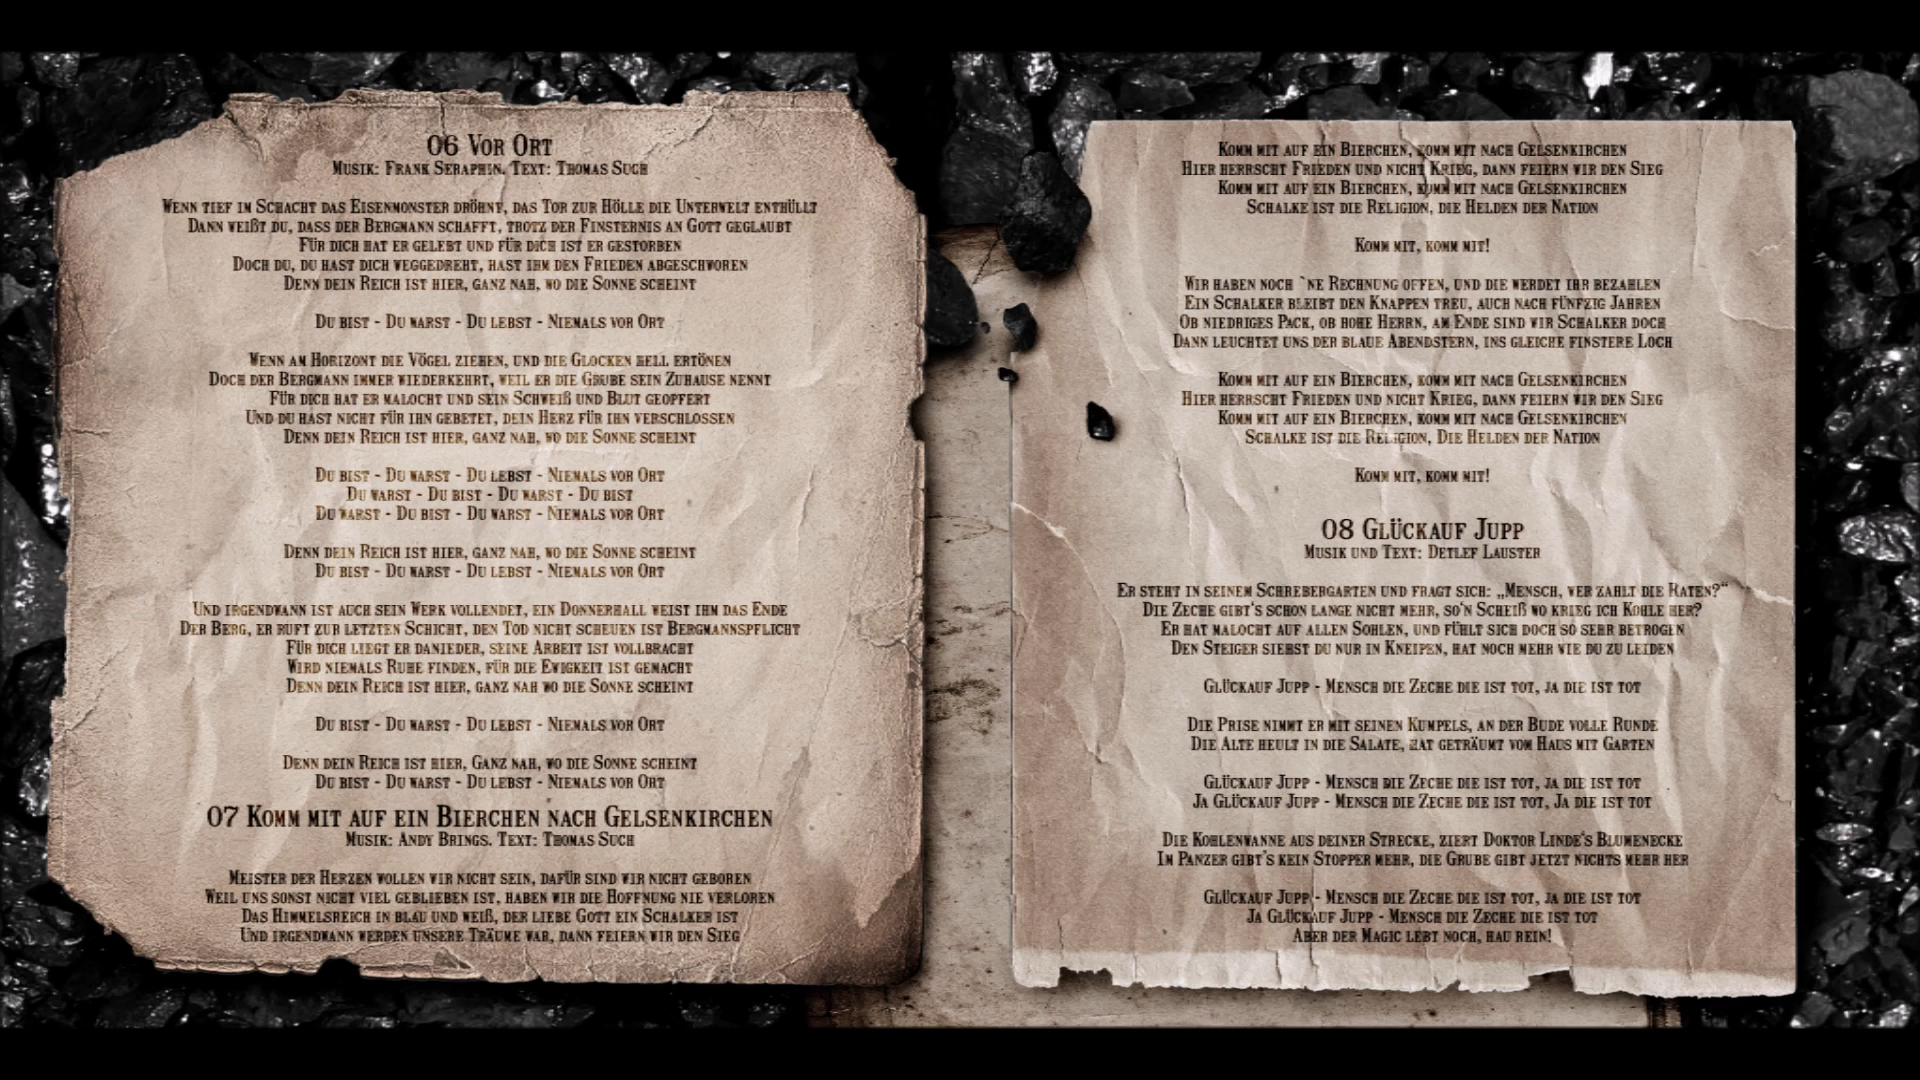 06 Vor Ort
Musik: Frank Seraphin. Text: Thomas Such
Wenn tief im Schacht das Eisenmonster dröhnt, das Tor zur Hölle die Unterwelt enthüllt
Dann weißt du, dass der Bergmann schafft, trotz der Finsternis an Gott geglaubt
Für dich hat er gelebt und für dich ist er gestorben
Doch du, du hast dich weggedreht, hast ihm den Frieden abgeschworen
Denn dein Reich ist hier, ganz nah, wo die Sonne scheint
Du bist - Du warst - Du lebst - Niemals vor Ort
Wenn am Horizont die Vögel ziehen, und die Glocken hell ertönen
Doch der Bergmann immer wiederkehrt, weil er die Grube sein Zuhause nennt
Für dich hat er malocht und sein Schweiß und Blut geopfert
Und du hast nicht für ihn gebetet, dein Herz für ihn verschlossen
Denn dein Reich ist hier, ganz nah, wo die Sonne scheint
Du bist - Du warst - Du lebst - Niemals vor Ort
Du warst - Du bist - Du warst - Du bist
Du warst - Du bist - Du warst - Niemals vor Ort
Denn dein Reich ist hier, ganz nah, wo die Sonne scheint
Du bist - Du warst - Du lebst - Niemals vor Ort
Und irgendwann ist auch sein Werk vollendet, ein Donnerhall weist ihm das Ende
Der Berg, er ruft zur letzten Schicht, den Tod nicht scheuen ist Bergmannspflicht
Für dich liegt er danieder, seine Arbeit ist vollbracht
Wird niemals Ruhe finden, für die Ewigkeit ist gemacht
Denn dein Reich ist hier, ganz nah wo die Sonne scheint
Du bist - Du warst - Du lebst - Niemals vor Ort
Denn dein Reich ist hier, Ganz nah, wo die Sonne scheint
Du bist - Du warst - Du lebst - Niemals vor Ort
07 Komm mit auf ein Bierchen nach Gelsenkirchen
Musik: Andy Brings. Text: Thomas Such
Meister der Herzen wollen wir nicht sein, dafür sind wir nicht geboren
Weil uns sonst nicht viel geblieben ist, haben wir die Hoffnung nie verloren
Das Himmelsreich in blau und weiß, der liebe Gott ein Schalker ist
Und irgendwann werden unsere Träume war, dann feiern wir den Sieg
Komm mit auf ein Bierchen, komm mit nach Gelsenkirchen
Hier herrscht Frieden und nicht Krieg, dann feiern wir den Sieg
Komm mit auf ein Bierchen, komm mit nach Gelsenkirchen
Schalke ist die Religion, die Helden der Nation
Komm mit, komm mit!
Wir haben noch `ne Rechnung offen, und die werdet ihr bezahlen
Ein Schalker bleibt den Knappen treu, auch nach fünfzig Jahren
Ob niedriges Pack, ob hohe Herrn, am Ende sind wir Schalker doch
Dann leuchtet uns der blaue Abendstern, ins gleiche finstere Loch
Komm mit auf ein Bierchen, komm mit nach Gelsenkirchen
Hier herrscht Frieden und nicht Krieg, dann feiern wir den Sieg
Komm mit auf ein Bierchen, komm mit nach Gelsenkirchen
Schalke ist die Religion, Die Helden der Nation
Komm mit, komm mit!
08 Glückauf Jupp
Musik und Text: Detlef Lauster
Er steht in seinem Schrebergarten und fragt sich: „Mensch, wer zahlt die Raten?“
Die Zeche gibt‘s schon lange nicht mehr, so‘n Scheiß wo krieg ich Kohle her?
Er hat malocht auf allen Sohlen, und fühlt sich doch so sehr betrogen
Den Steiger siehst du nur in Kneipen, hat noch mehr wie du zu leiden
Glückauf Jupp - Mensch die Zeche die ist tot, ja die ist tot
Die Prise nimmt er mit seinen Kumpels, an der Bude volle Runde
Die Alte heult in die Salate, hat geträumt vom Haus mit Garten
Glückauf Jupp - Mensch die Zeche die ist tot, ja die ist tot
Ja Glückauf Jupp - Mensch die Zeche die ist tot, Ja die ist tot
Die Kohlenwanne aus deiner Strecke, ziert Doktor Linde‘s Blumenecke
Im Panzer gibt‘s kein Stopper mehr, die Grube gibt jetzt nichts mehr her
Glückauf Jupp - Mensch die Zeche die ist tot, ja die ist tot
Ja Glückauf Jupp - Mensch die Zeche die ist tot
Aber der Magic lebt noch, hau rein!